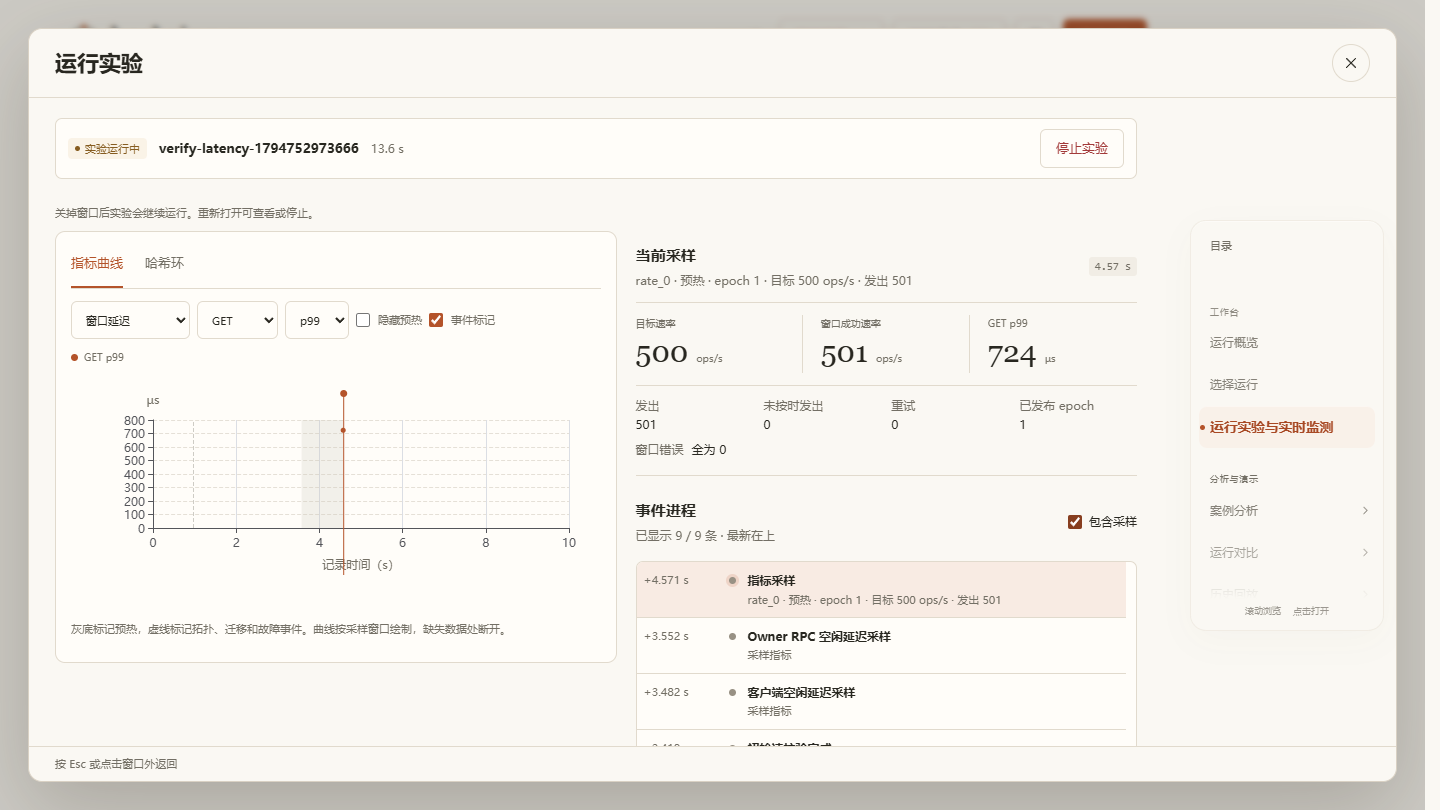 运行实验
实验运行中 verify-latency-1794752973666 13.6 s
停止实验
关掉窗口后实验会继续运行。重新打开可查看或停止。
指标曲线 哈希环
窗口延迟 GET p99 隐藏预热 事件标记
GET p99
μs
800
700
600
500
400
300
200
100
0
0 2 4 6 8 10
记录时间（s）
灰底标记预热，虚线标记拓扑、迁移和故障事件。曲线按采样窗口绘制，缺失数据处断开。
当前采样
4.57 s
rate_0 · 预热 · epoch 1 · 目标 500 ops/s · 发出 501
目标速率 窗口成功速率 GET p99
500 ops/s 501 ops/s 724 μs
发出 未按时发出 重试 已发布 epoch
501 0 0 1
窗口错误 全为 0
事件进程
包含采样
已显示 9 / 9 条 · 最新在上
+4.571 s 指标采样
rate_0 · 预热 · epoch 1 · 目标 500 ops/s · 发出 501
+3.552 s Owner RPC 空闲延迟采样
采样指标
+3.482 s 客户端空闲延迟采样
采样指标
目录
工作台
运行概览
选择运行
运行实验与实时监测
分析与演示
案例分析
运行对比
滚动浏览 点击打开
按 Esc 或点击窗口外返回